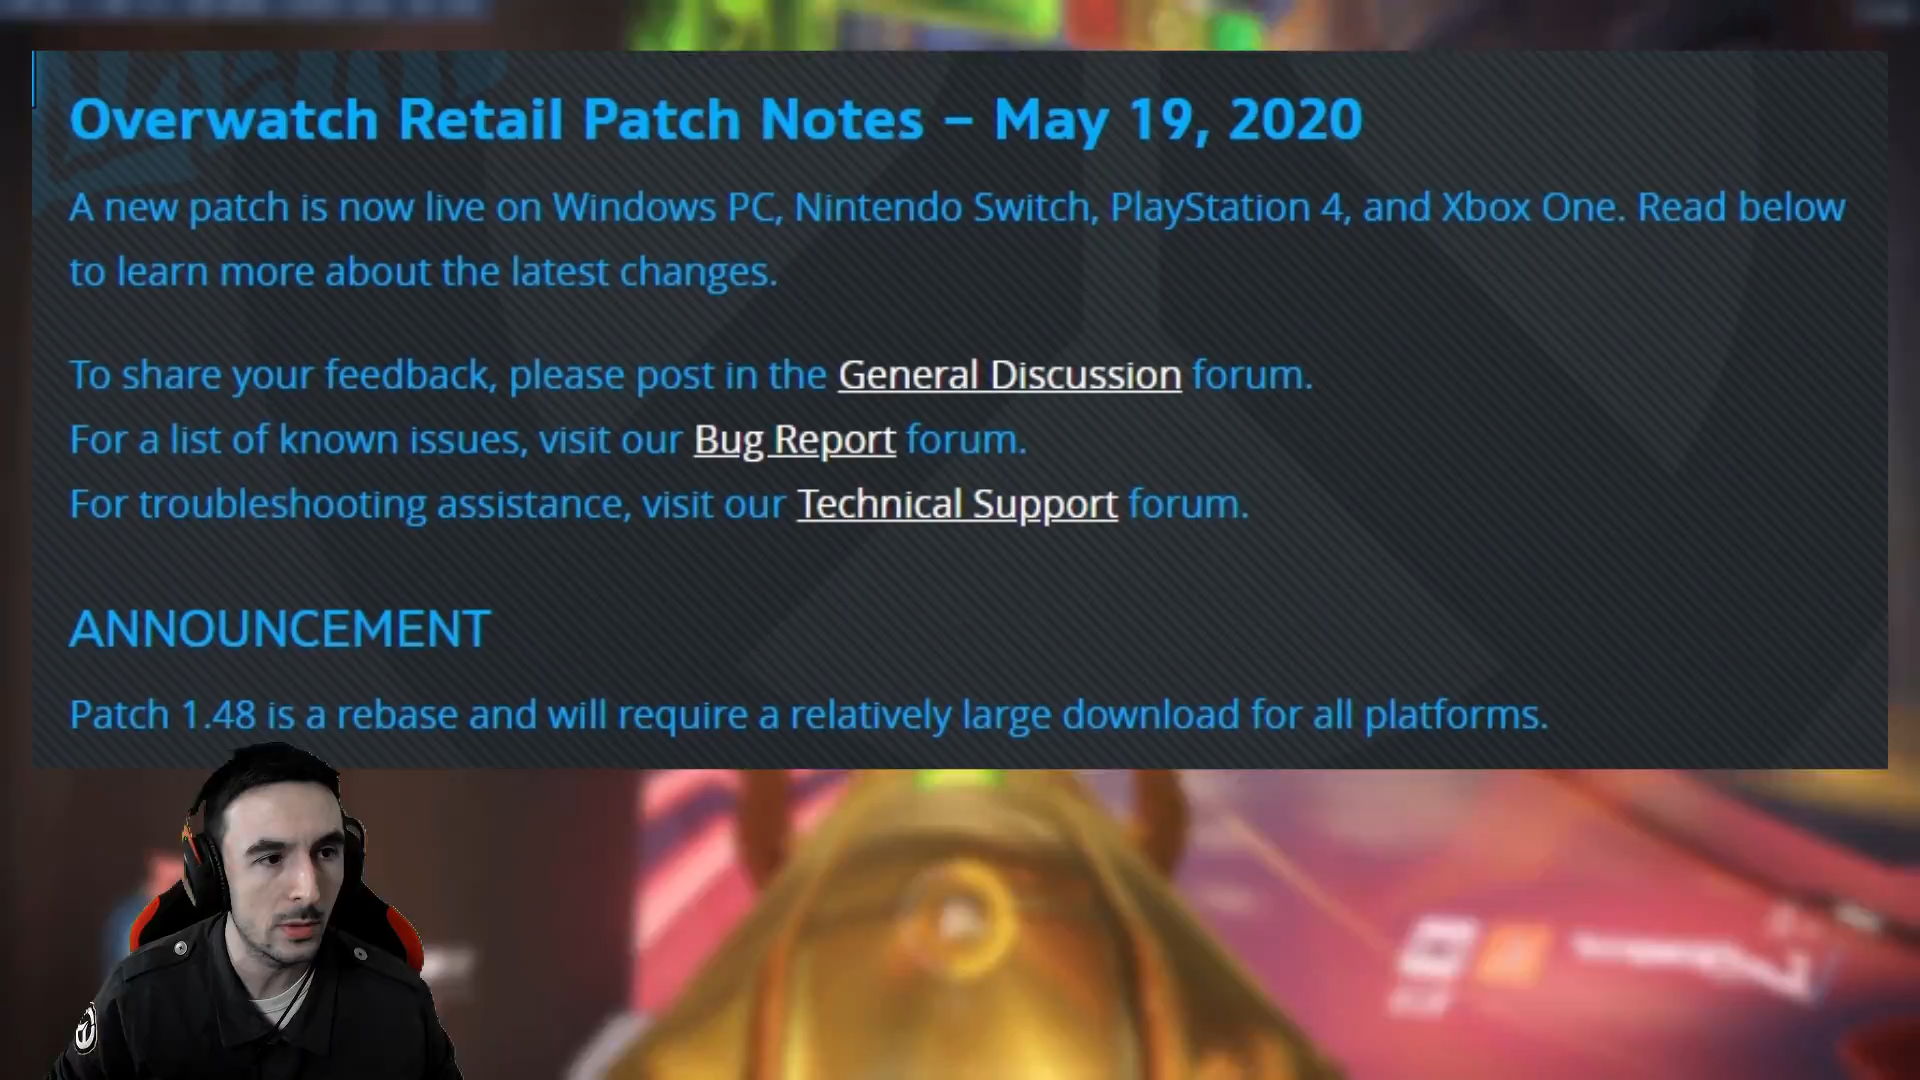 Overwatch Retail Patch Notes – May 19, 2020
A new patch is now live on Windows PC, Nintendo Switch, PlayStation 4, and Xbox One. Read below
to learn more about the latest changes.
To share your feedback, please post in the General Discussion forum.
For a list of known issues, visit our Bug Report forum.
For troubleshooting assistance, visit our Technical Support forum.
ANNOUNCEMENT
Patch 1.48 is a rebase and will require a relatively large download for all platforms.